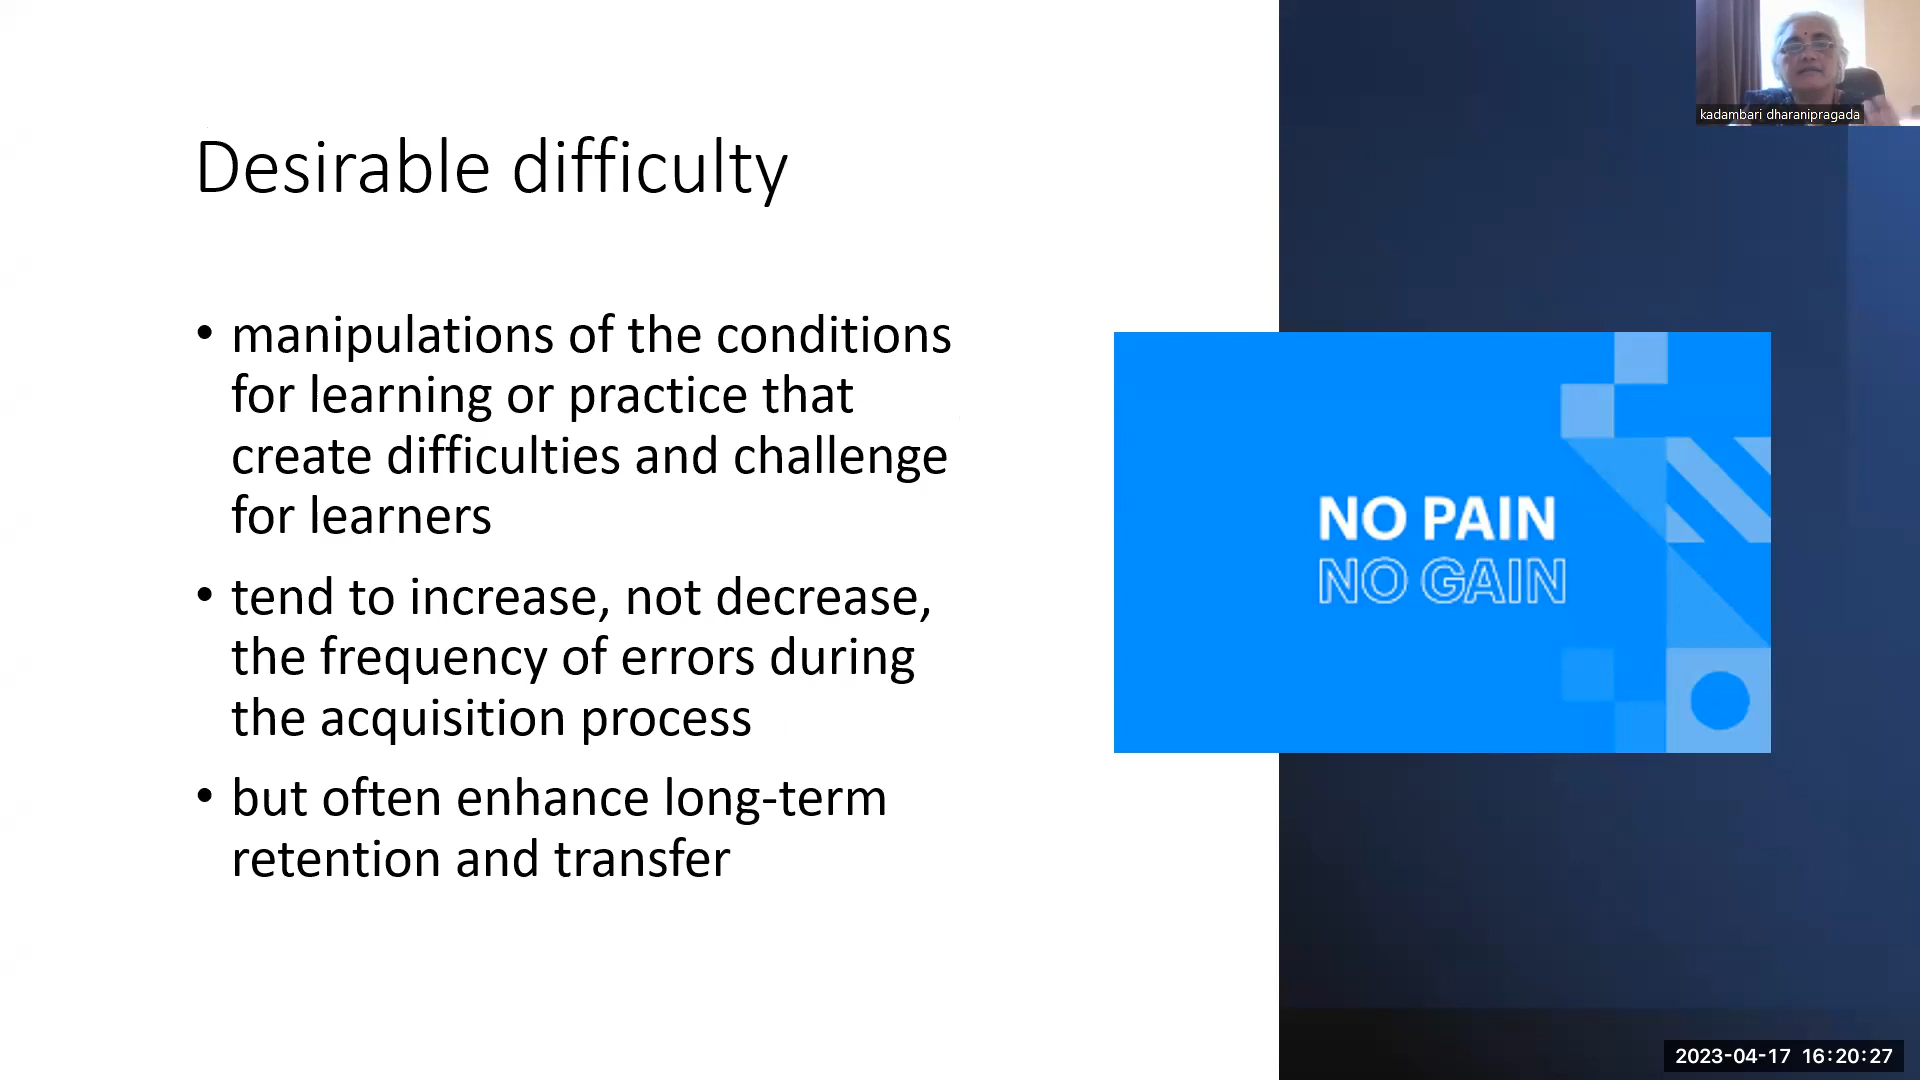 kadambari dharanipragada
Desirable difficulty
• manipulations of the conditions
for learning or practice that
create difficulties and challenge
for learners
• tend to increase, not decrease,
the frequency of errors during
the acquisition process
• but often enhance long-term
retention and transfer
NO PAIN
NO GAIN
2023-04-17 16:20:27